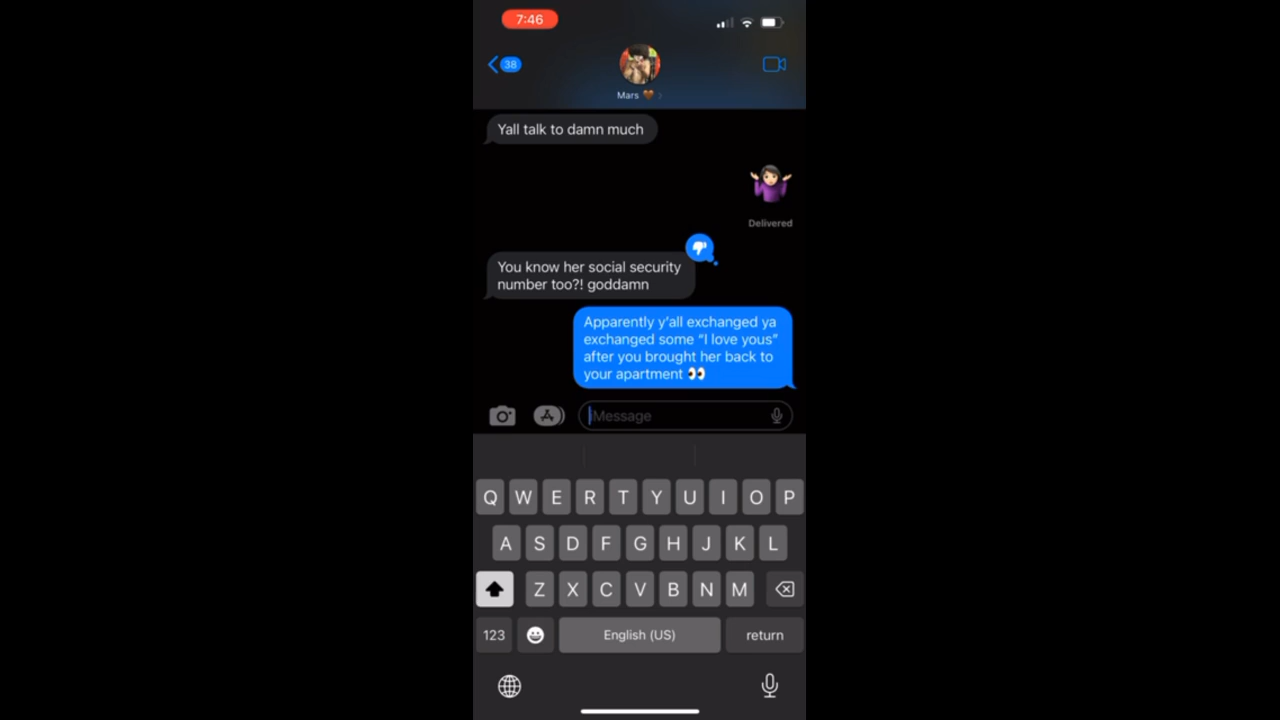 7:46
38
Mars 🤎 >
Yall talk to damn much
🤷🏻‍♀️
Delivered
You know her social security
number too?! goddamn
Apparently y'all exchanged ya
exchanged some “I love yous”
after you brought her back to
your apartment 👀
iMessage
Q W E R T Y U I O P
A S D F G H J K L
Z X C V B N M
123 English (US) return